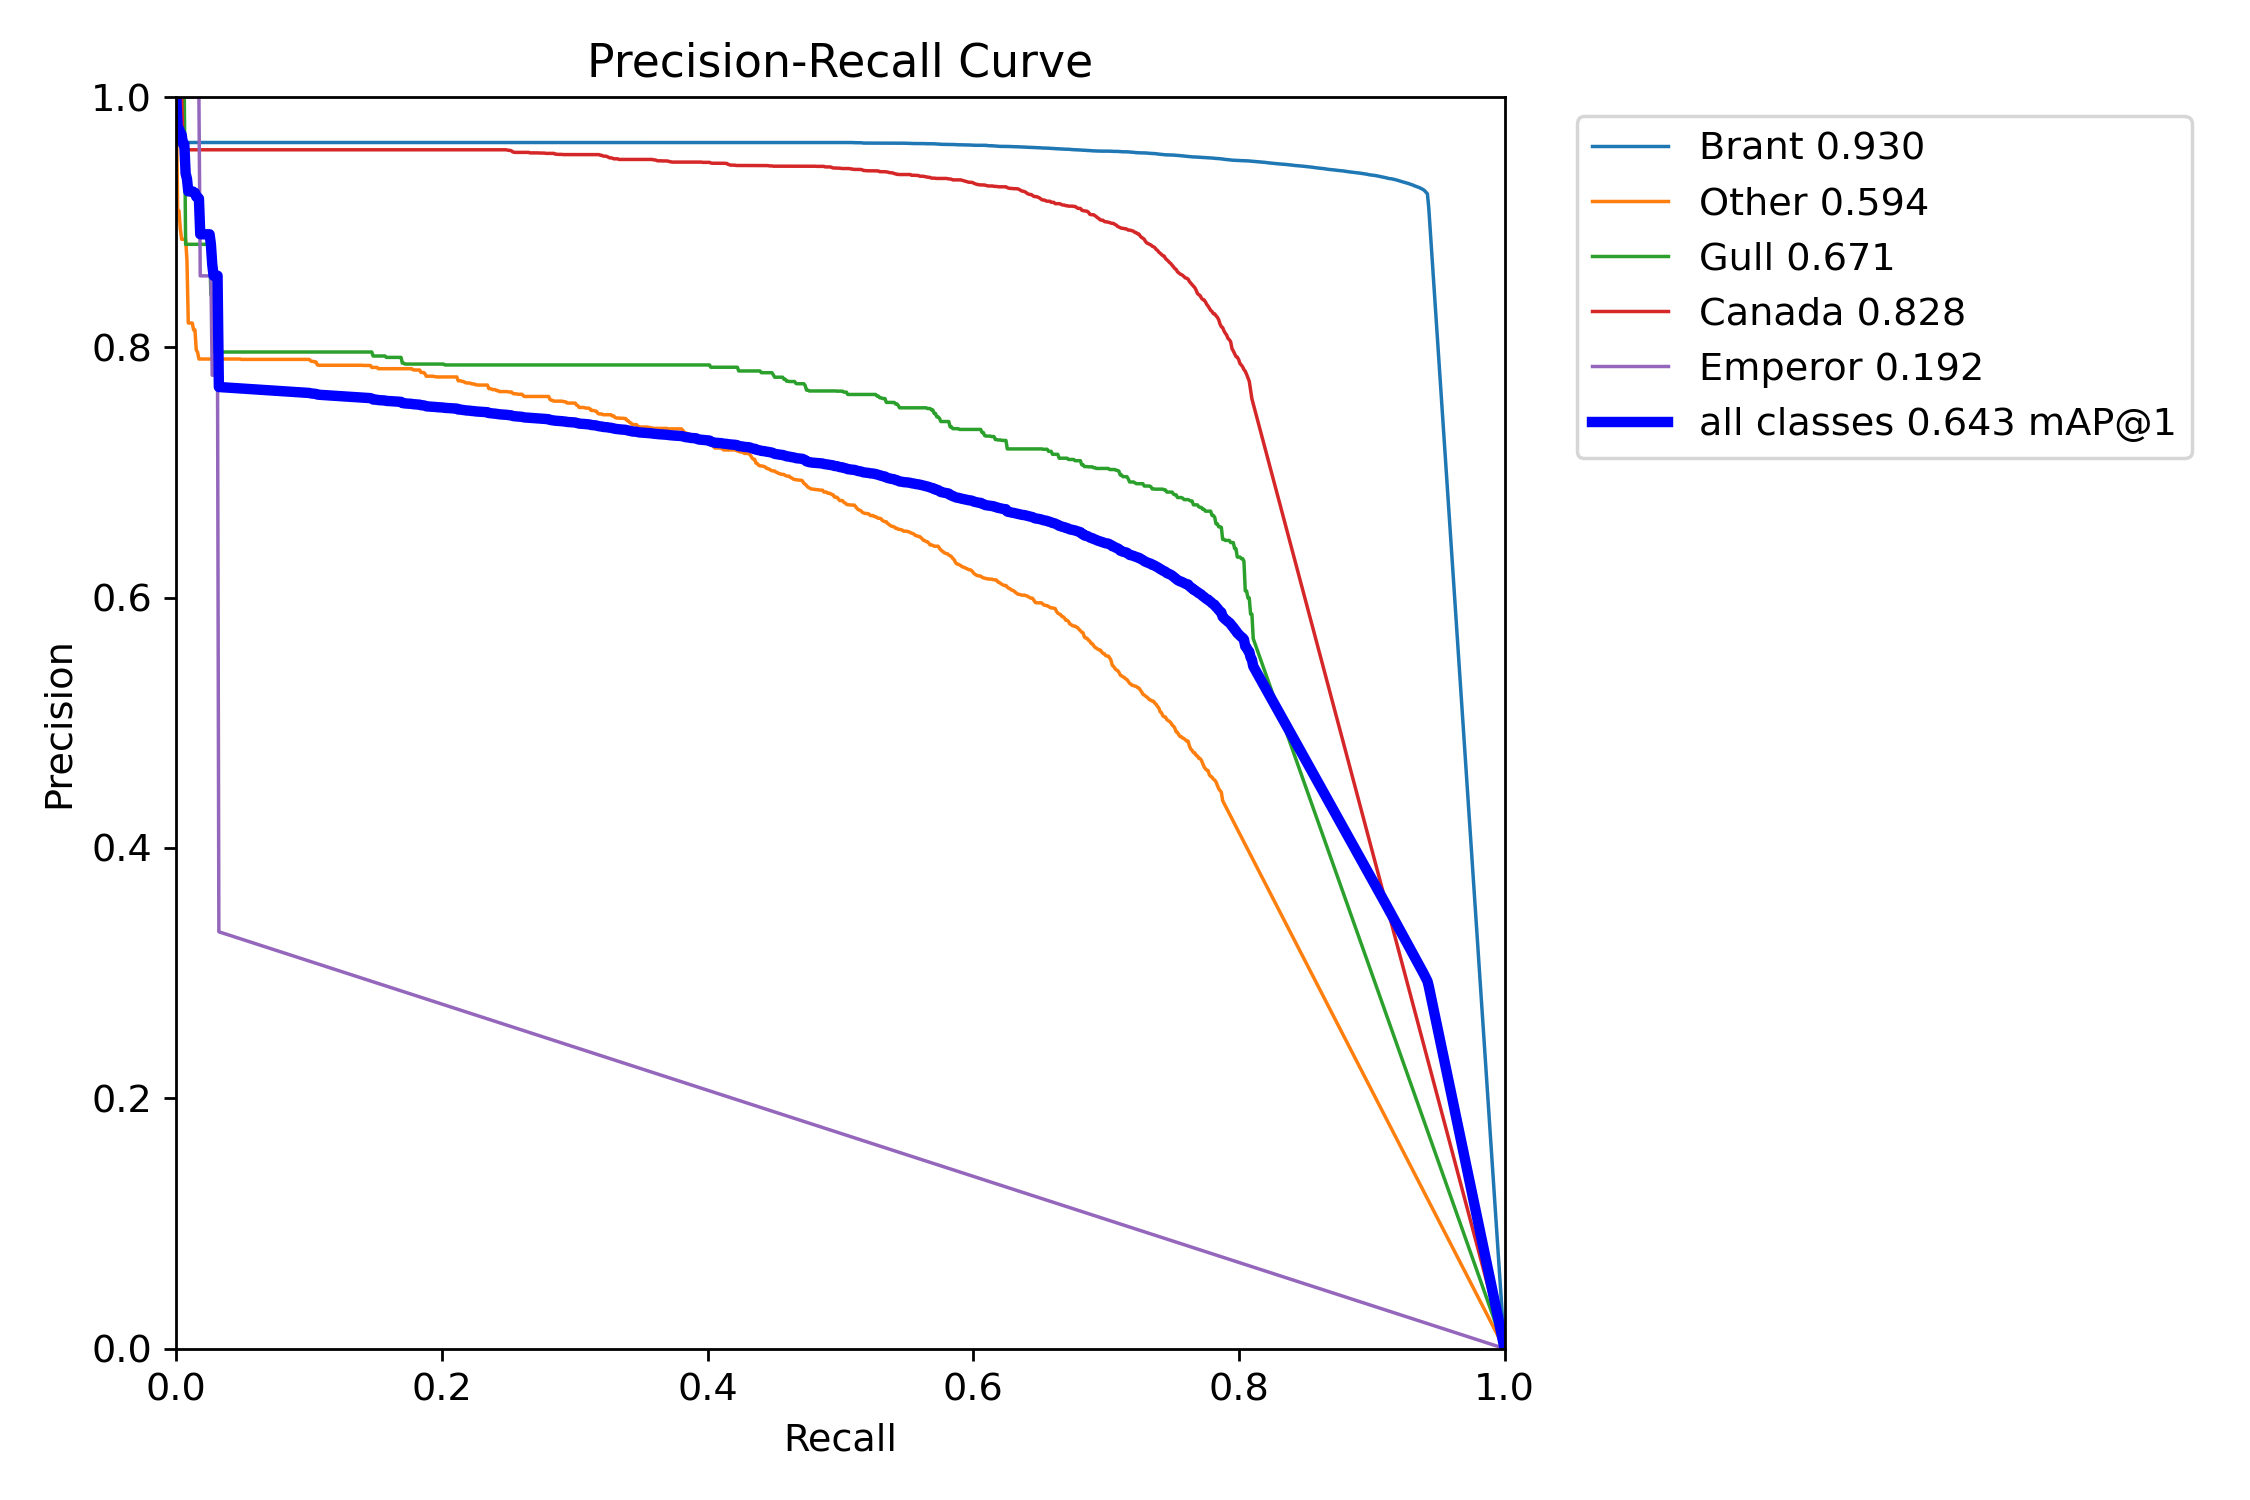 Precision-Recall Curve
1.0
0.8
0.6
0.4
0.2
0.0
Precision
0.0 0.2 0.4 0.6 0.8 1.0
Recall
Brant 0.930
Other 0.594
Gull 0.671
Canada 0.828
Emperor 0.192
all classes 0.643 mAP@1